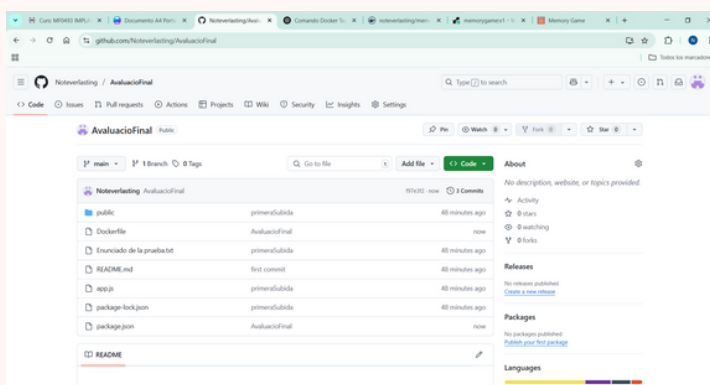 Curs: MF0493 IMPL
Documento A4 Port
Noteverlasting/Aval
Comando Docker To
noteverlasting/mem
memorygamecs1 -
Memory Game
github.com/Noteverlasting/AvaluacioFinal
Todos los marcadores
Noteverlasting / AvaluacioFinal
Type / to search
Code Issues Pull requests Actions Projects Wiki Security Insights Settings
AvaluacioFinal Public
Pin Watch 0 Fork 0 Star 0
main 1 Branch 0 Tags
Go to file
Add file
Code
About
Noteverlasting AvaluacioFinal
now 3 Commits
No description, website, or topics provided.
public primeraSubida 48 minutes ago
Activity
Dockerfile AvaluacioFinal now
0 stars
Enunciado de la prueba.txt primeraSubida 48 minutes ago
0 watching
README.md first commit 48 minutes ago
0 forks
app.js primeraSubida 48 minutes ago
Releases
package-lock.json primeraSubida 48 minutes ago
No releases published
Create a new release
package.json AvaluacioFinal now
Packages
No packages published
Publish your first package
README
Languages